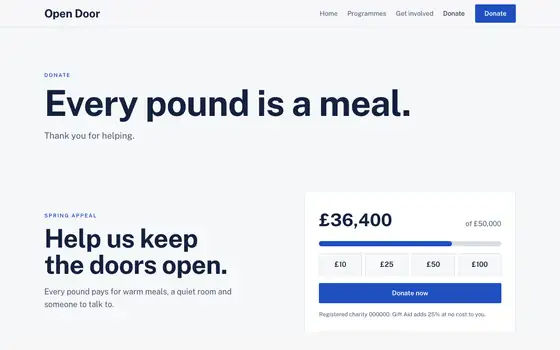 Open Door
Home Programmes Get involved Donate Donate
DONATE
Every pound is a meal.
Thank you for helping.
SPRING APPEAL
Help us keep
the doors open.
Every pound pays for warm meals, a quiet room and
someone to talk to.
£36,400 of £50,000
£10 £25 £50 £100
Donate now
Registered charity 000000. Gift Aid adds 25% at no cost to you.